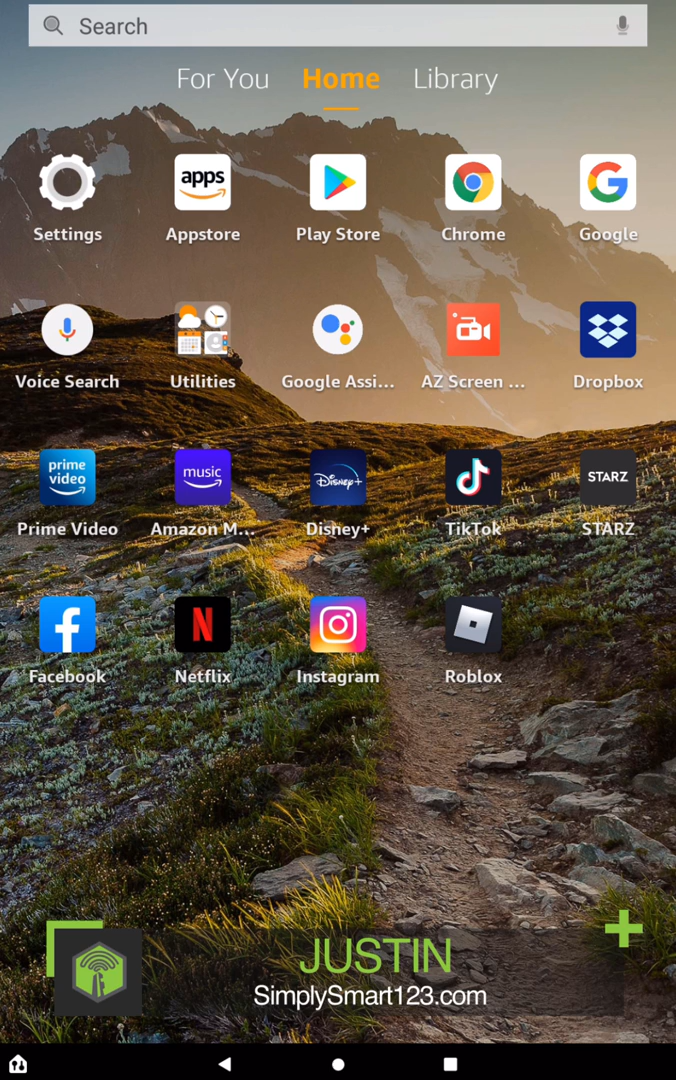 Search
For You Home Library
apps
Settings Appstore Play Store Chrome Google
Voice Search Utilities Google Assi... AZ Screen ... Dropbox
prime video music Disney+ STARZ
Prime Video Amazon M... Disney+ TikTok STARZ
Facebook Netflix Instagram Roblox
JUSTIN
SimplySmart123.com